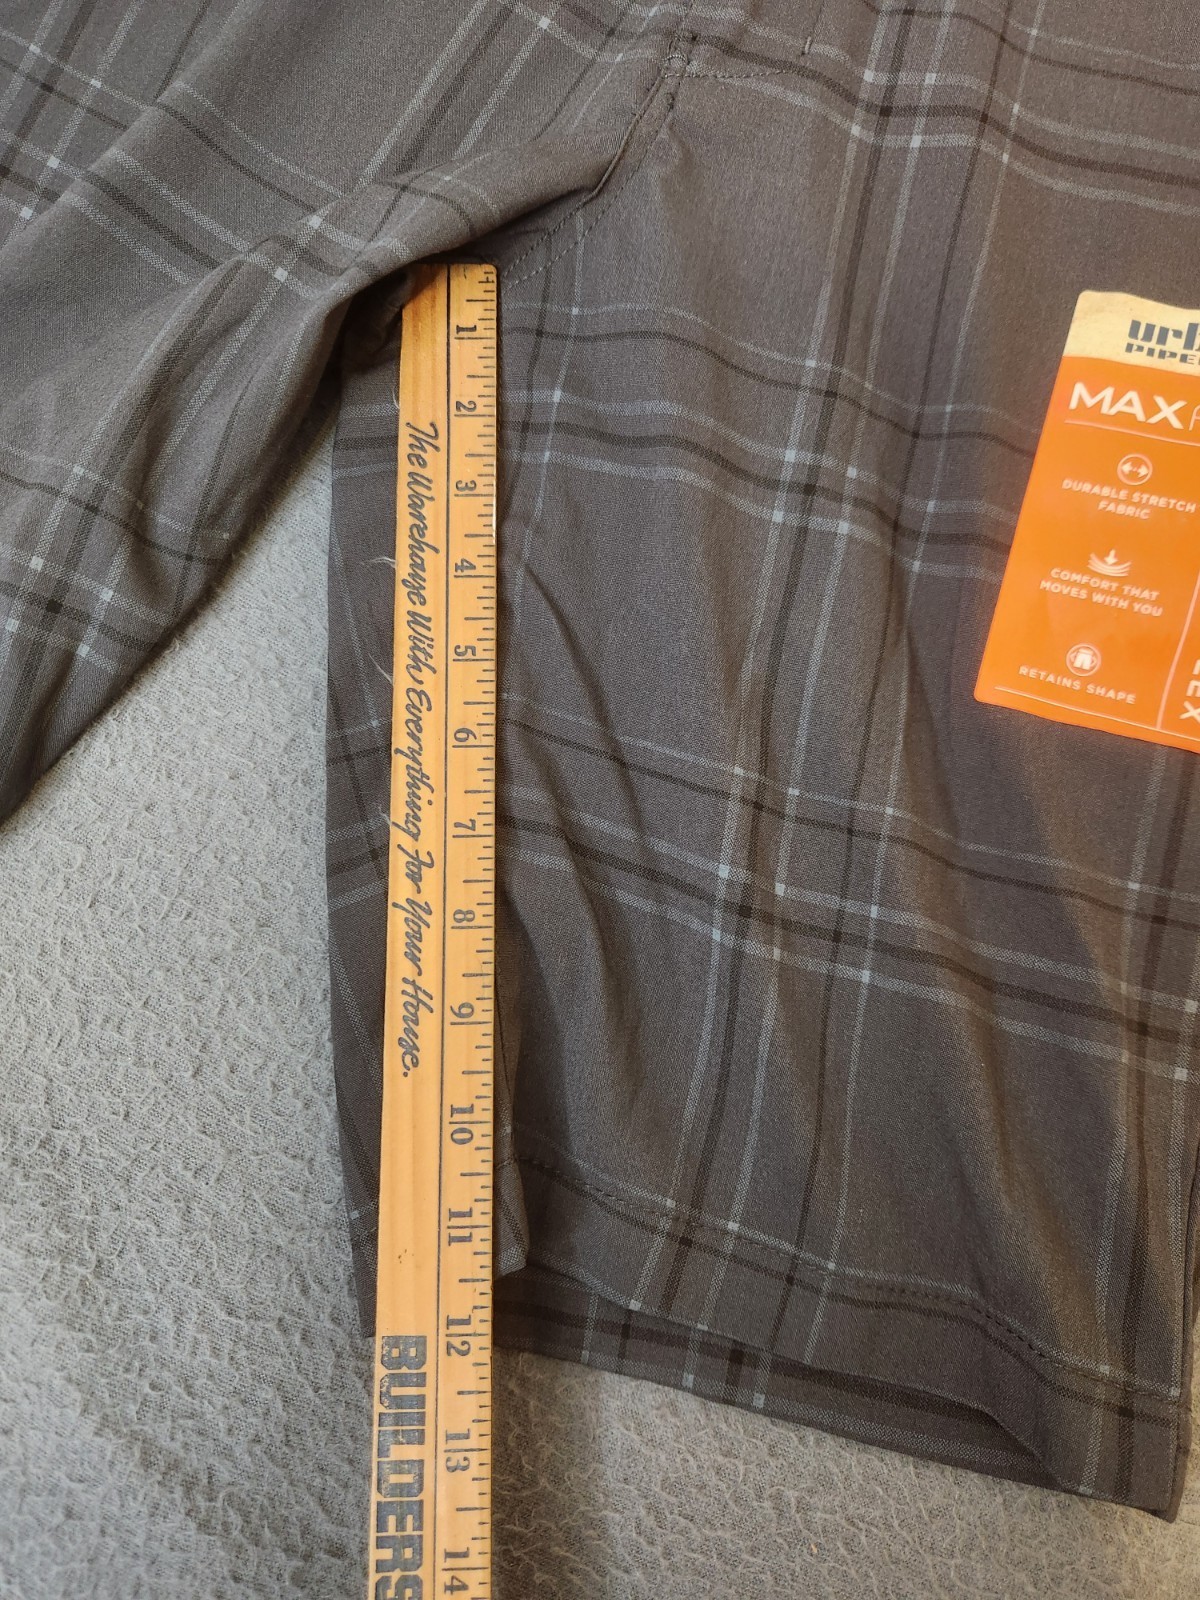 1
2
3
4
5
6
7
8
9
10
11
12
13
14
The Warehouse With Everything For Your House.
BUILDERS
PIPE
MAX
DURABLE STRETCH
FABRIC
COMFORT THAT
MOVES WITH YOU
RETAINS SHAPE